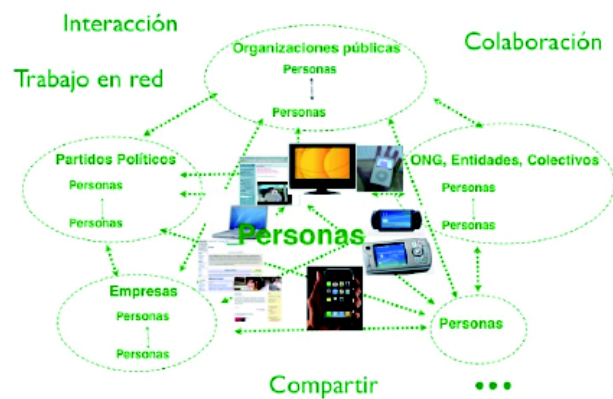 Interacción
Colaboración
Trabajo en red
Organizaciones públicas
Personas
Personas
Partidos Políticos
Personas
Personas
ONG, Entidades, Colectivos
Personas
Personas
Personas
Empresas
Personas
Personas
Personas
Compartir
...